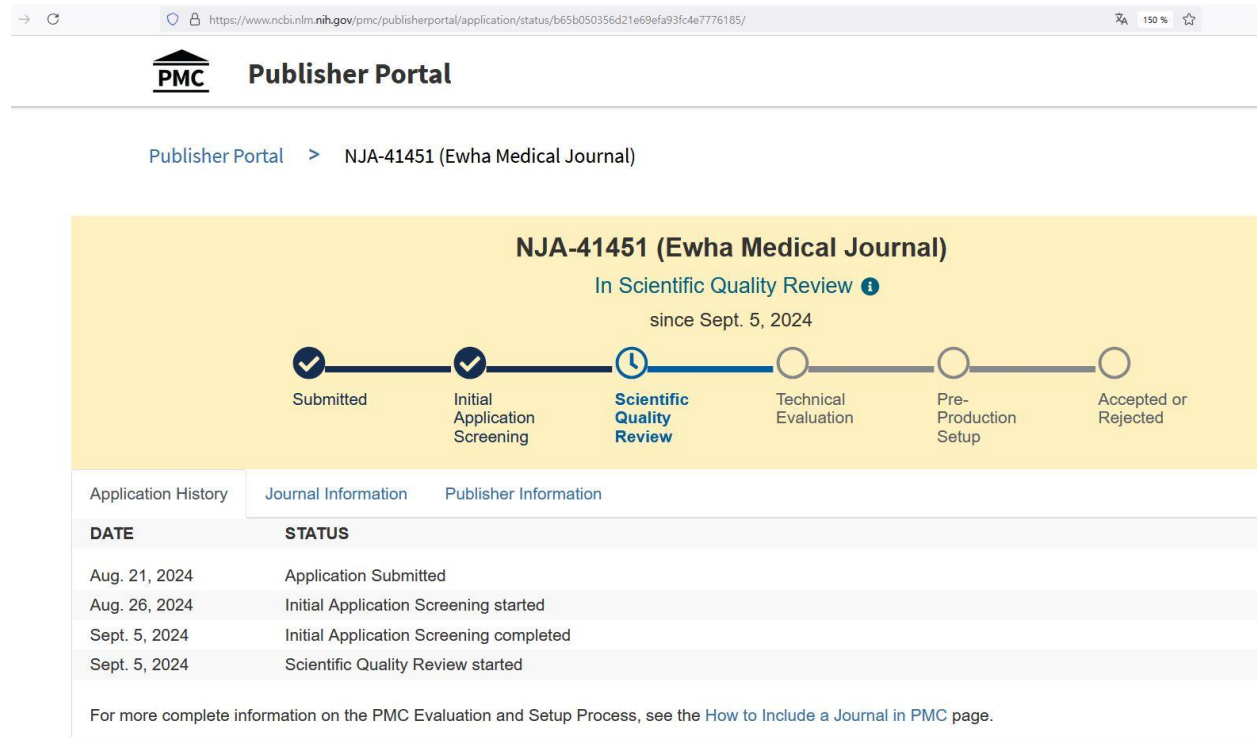 https://www.ncbi.nlm.nih.gov/pmc/publisherportal/application/status/b65b050356d21e69efa93fc4e7776185/ 150 %
PMC Publisher Portal
Publisher Portal > NJA-41451 (Ewha Medical Journal)
NJA-41451 (Ewha Medical Journal)
In Scientific Quality Review
since Sept. 5, 2024
Submitted
Initial Application Screening
Scientific Quality Review
Technical Evaluation
Pre-Production Setup
Accepted or Rejected
Application History Journal Information Publisher Information
DATE STATUS
Aug. 21, 2024 Application Submitted
Aug. 26, 2024 Initial Application Screening started
Sept. 5, 2024 Initial Application Screening completed
Sept. 5, 2024 Scientific Quality Review started
For more complete information on the PMC Evaluation and Setup Process, see the How to Include a Journal in PMC page.